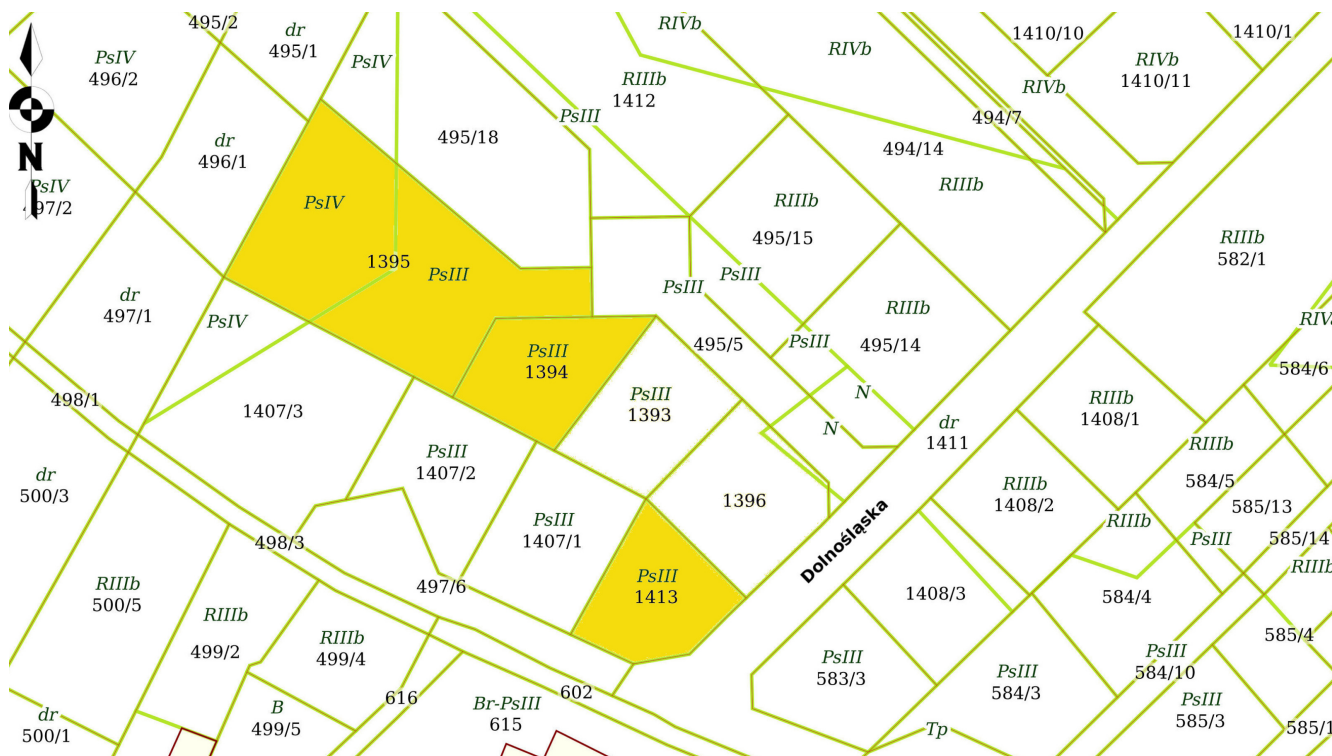 495/2
dr
495/1
PsIV
496/2
PsIV
RIVb
RIVb
1410/10
1410/1
RIVb
1410/11
RIIIb
1412
RIVb
PsIII
494/7
495/18
dr
496/1
494/14
RIIIb
N
PsIV
497/2
PsIV
RIIIb
495/15
RIIIb
582/1
1395
PsIII
PsIII
PsIII
dr
497/1
PsIV
RIIIb
495/14
PsIII
495/5
PsIII
1394
584/6
498/1
1407/3
PsIII
1393
N
N
RIIIb
1408/1
dr
1411
RIIIb
584/5
PsIII
1407/2
dr
500/3
RIIIb
1408/2
1396
585/13
RIIIb
PsIII
585/14
PsIII
1407/1
498/3
Dolnośląska
RIIIb
497/6
PsIII
1413
RIIIb
500/5
1408/3
584/4
RIIIb
499/2
RIIIb
499/4
585/4
PsIII
583/3
PsIII
584/3
PsIII
584/10
616
602
Br-PsIII
615
PsIII
585/3
B
499/5
dr
500/1
Tp
585/1